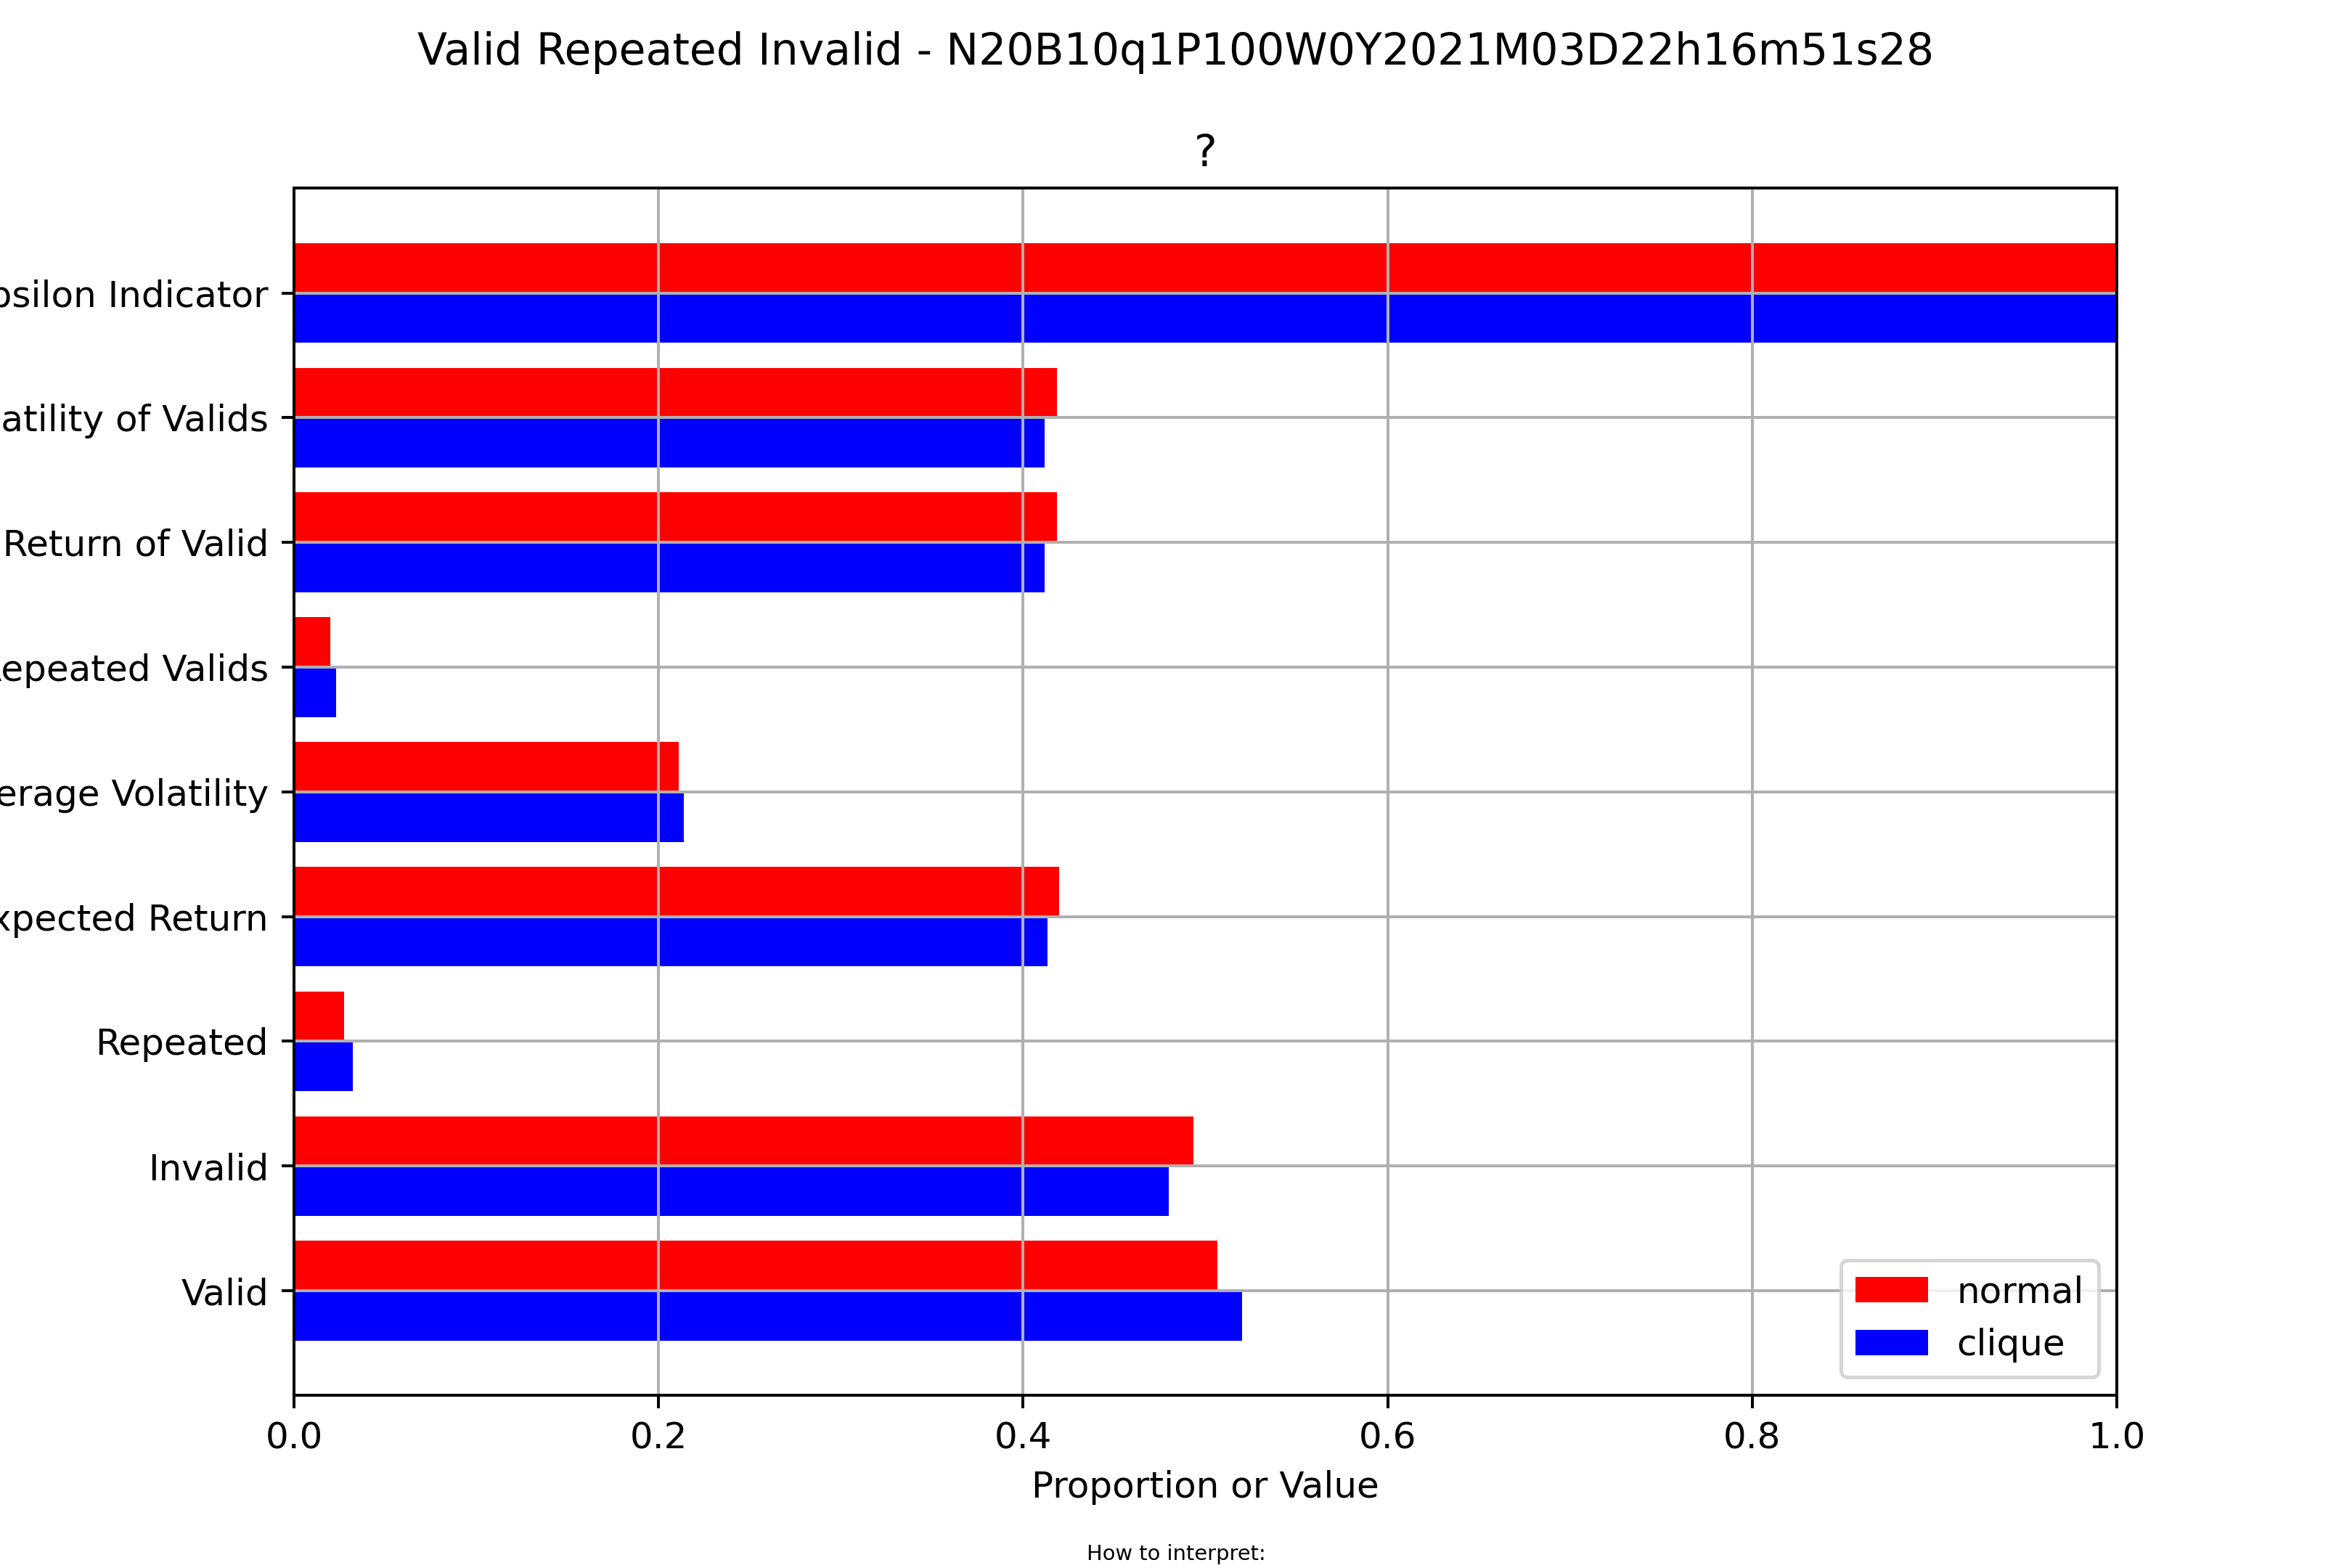 Valid Repeated Invalid - N20B10q1P100W0Y2021M03D22h16m51s28
?
psilon Indicator
atility of Valids
Return of Valid
epeated Valids
erage Volatility
xpected Return
Repeated
Invalid
Valid
normal
clique
0.0 0.2 0.4 0.6 0.8 1.0
Proportion or Value
How to interpret: